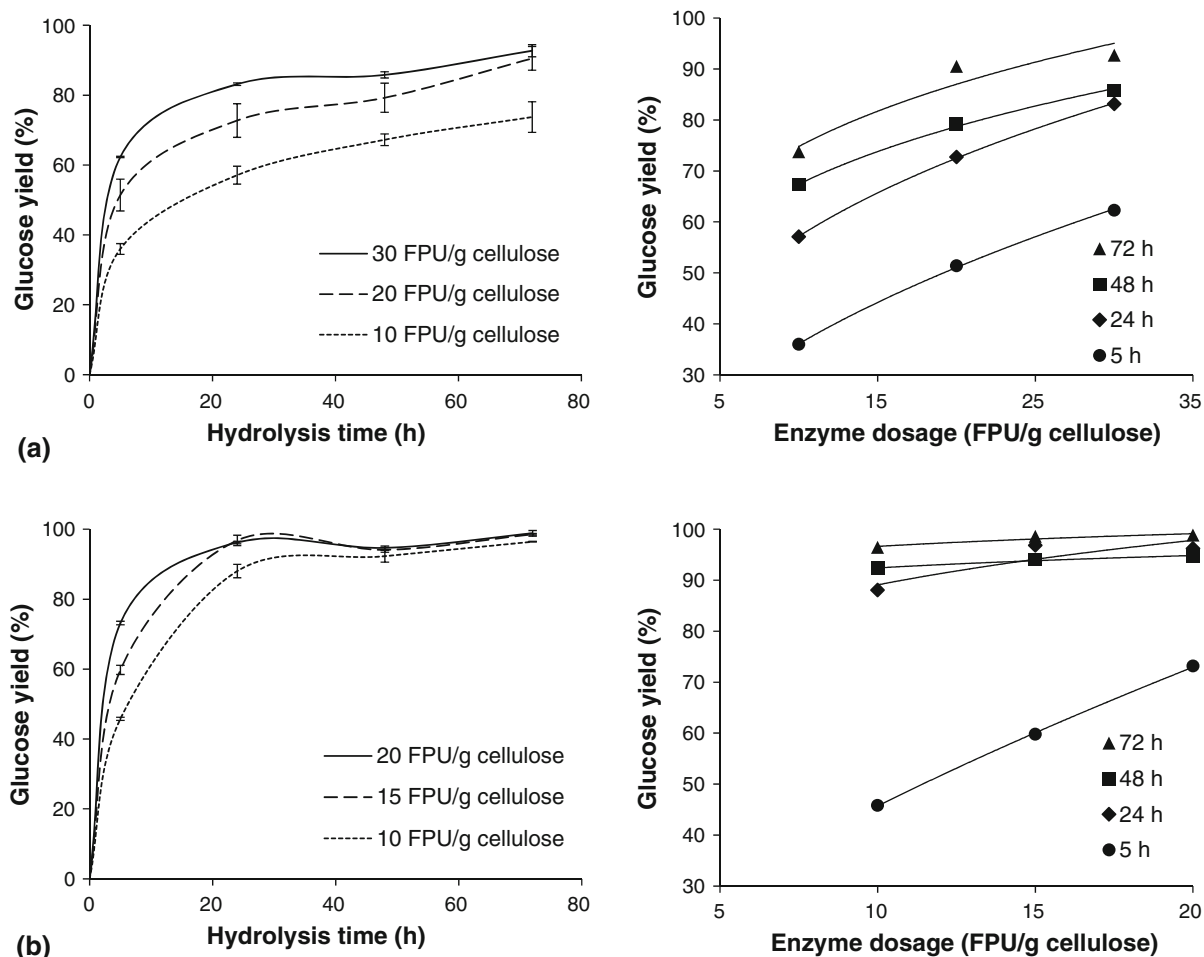 100
80
60
40
20
0
Glucose yield (%)
30 FPU/g cellulose
20 FPU/g cellulose
10 FPU/g cellulose
0 20 40 60 80
Hydrolysis time (h)
(a)
100
90
80
70
60
50
40
30
Glucose yield (%)
72 h
48 h
24 h
5 h
5 15 25 35
Enzyme dosage (FPU/g cellulose)
100
80
60
40
20
0
Glucose yield (%)
20 FPU/g cellulose
15 FPU/g cellulose
10 FPU/g cellulose
0 20 40 60 80
Hydrolysis time (h)
(b)
100
90
80
70
60
50
40
30
Glucose yield (%)
72 h
48 h
24 h
5 h
5 10 15 20
Enzyme dosage (FPU/g cellulose)